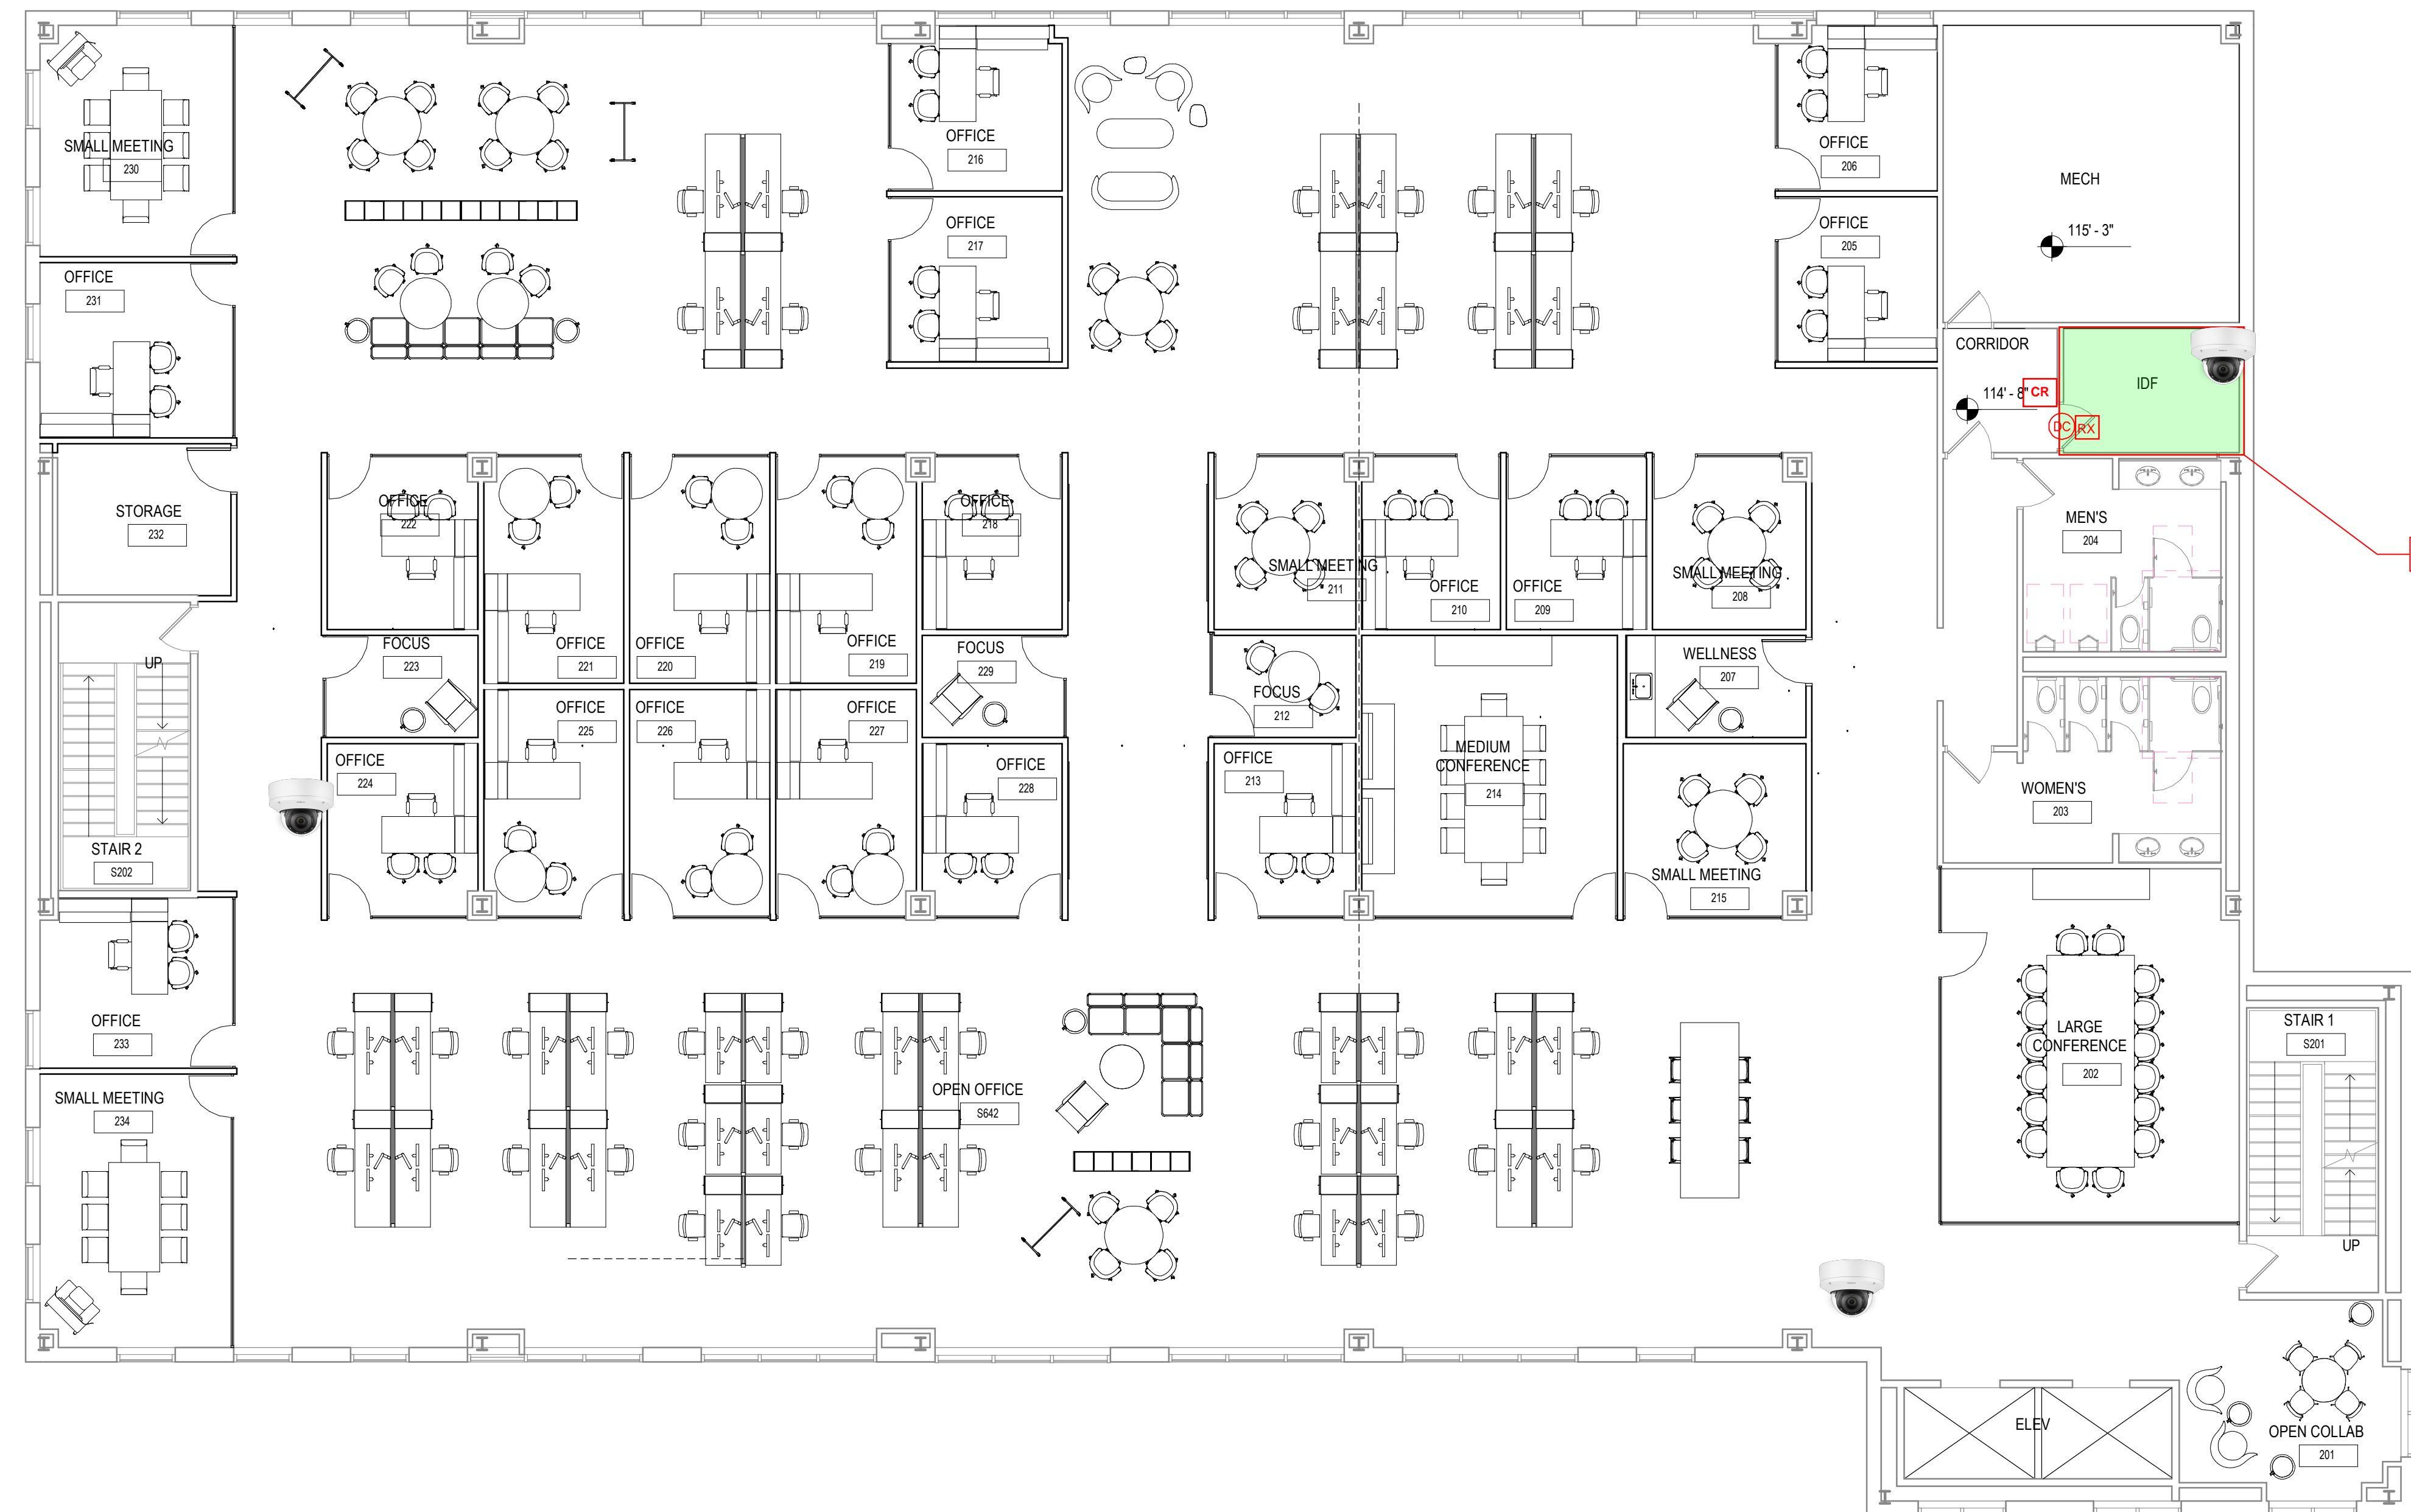 SMALL MEETING
230
OFFICE
216
OFFICE
206
MECH
115' - 3"
OFFICE
217
OFFICE
205
OFFICE
231
CORRIDOR
114' - 8"
CR
IDF
DC
RX
STORAGE
232
OFFICE
222
OFFICE
218
SMALL MEETING
211
OFFICE
210
OFFICE
209
SMALL MEETING
208
MEN'S
204
UP
FOCUS
223
OFFICE
221
OFFICE
220
OFFICE
219
FOCUS
229
FOCUS
212
WELLNESS
207
OFFICE
225
OFFICE
226
OFFICE
227
OFFICE
224
OFFICE
228
OFFICE
213
MEDIUM
CONFERENCE
214
WOMEN'S
203
STAIR 2
S202
SMALL MEETING
215
OFFICE
233
LARGE
CONFERENCE
202
STAIR 1
S201
SMALL MEETING
234
OPEN OFFICE
S642
UP
ELEV
OPEN COLLAB
201